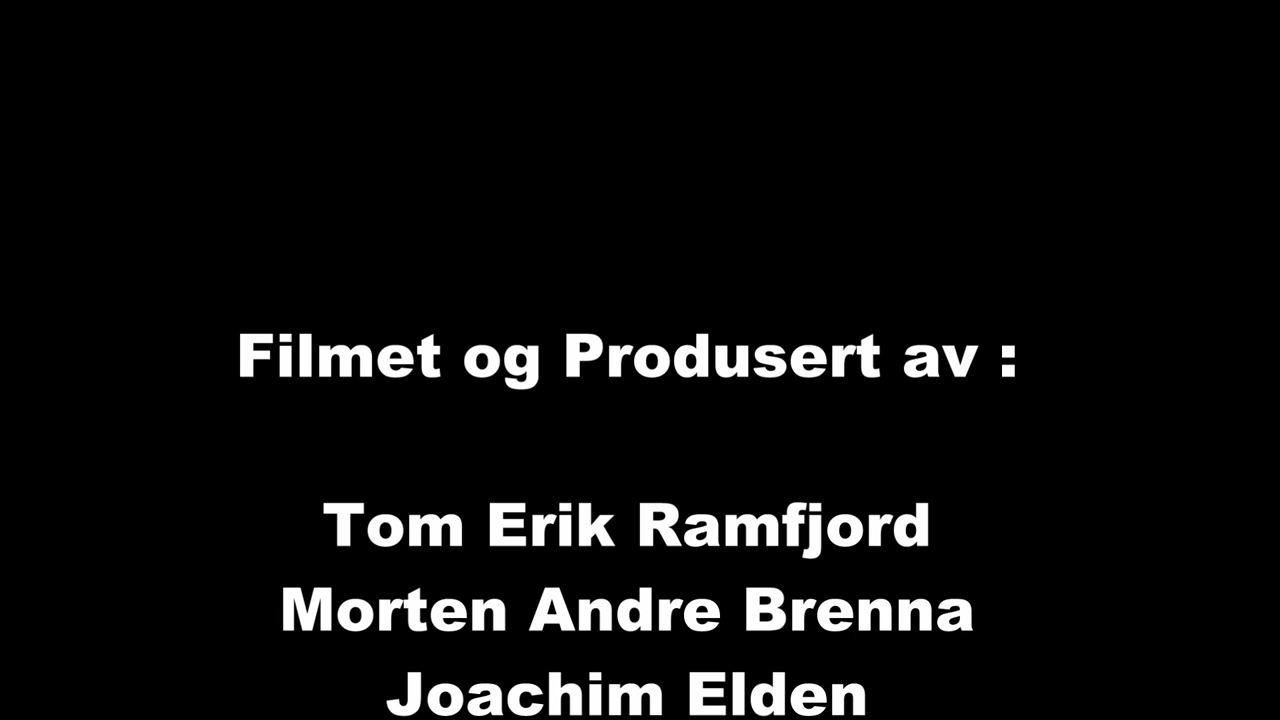 Filmet og Produsert av :
Tom Erik Ramfjord
Morten Andre Brenna
Joachim Elden